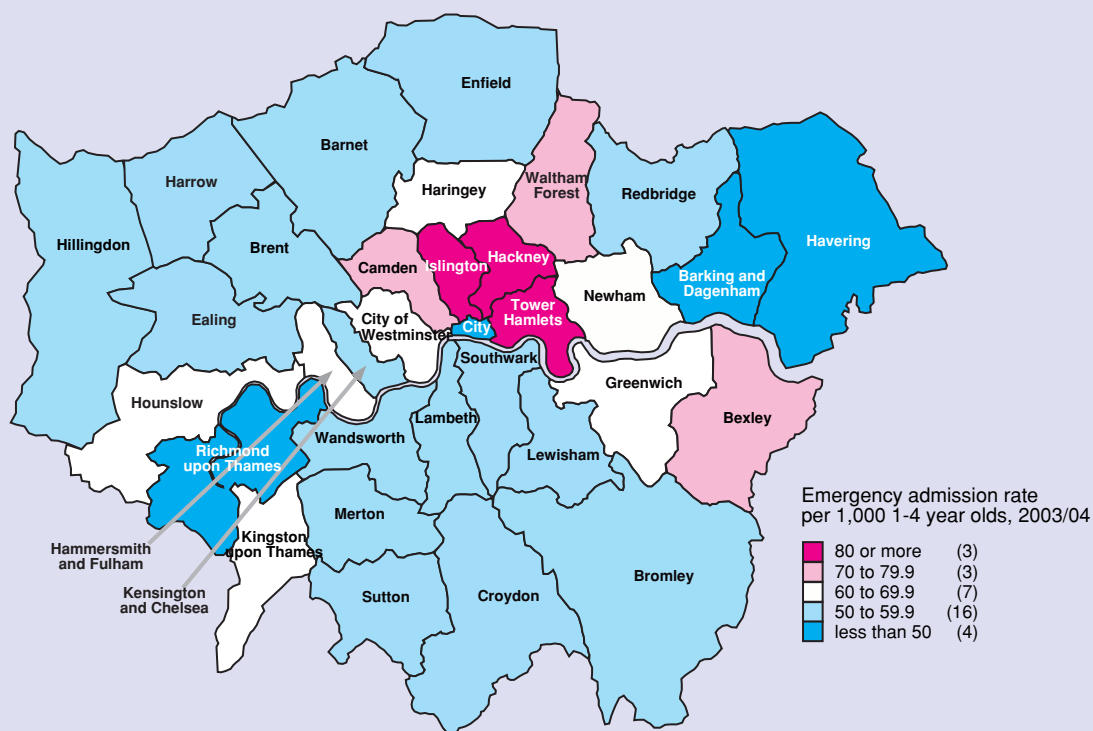 Enfield
Barnet
Harrow
Haringey
Waltham
Forest
Redbridge
Hillingdon
Brent
Havering
Camden
Islington
Hackney
Barking and
Dagenham
Newham
Tower
Hamlets
Ealing
City of
Westminster
City
Southwark
Greenwich
Hounslow
Bexley
Lambeth
Wandsworth
Richmond
upon Thames
Lewisham
Merton
Kingston
upon Thames
Hammersmith
and Fulham
Kensington
and Chelsea
Sutton
Croydon
Bromley
Emergency admission rate
per 1,000 1-4 year olds, 2003/04
80 or more (3)
70 to 79.9 (3)
60 to 69.9 (7)
50 to 59.9 (16)
less than 50 (4)